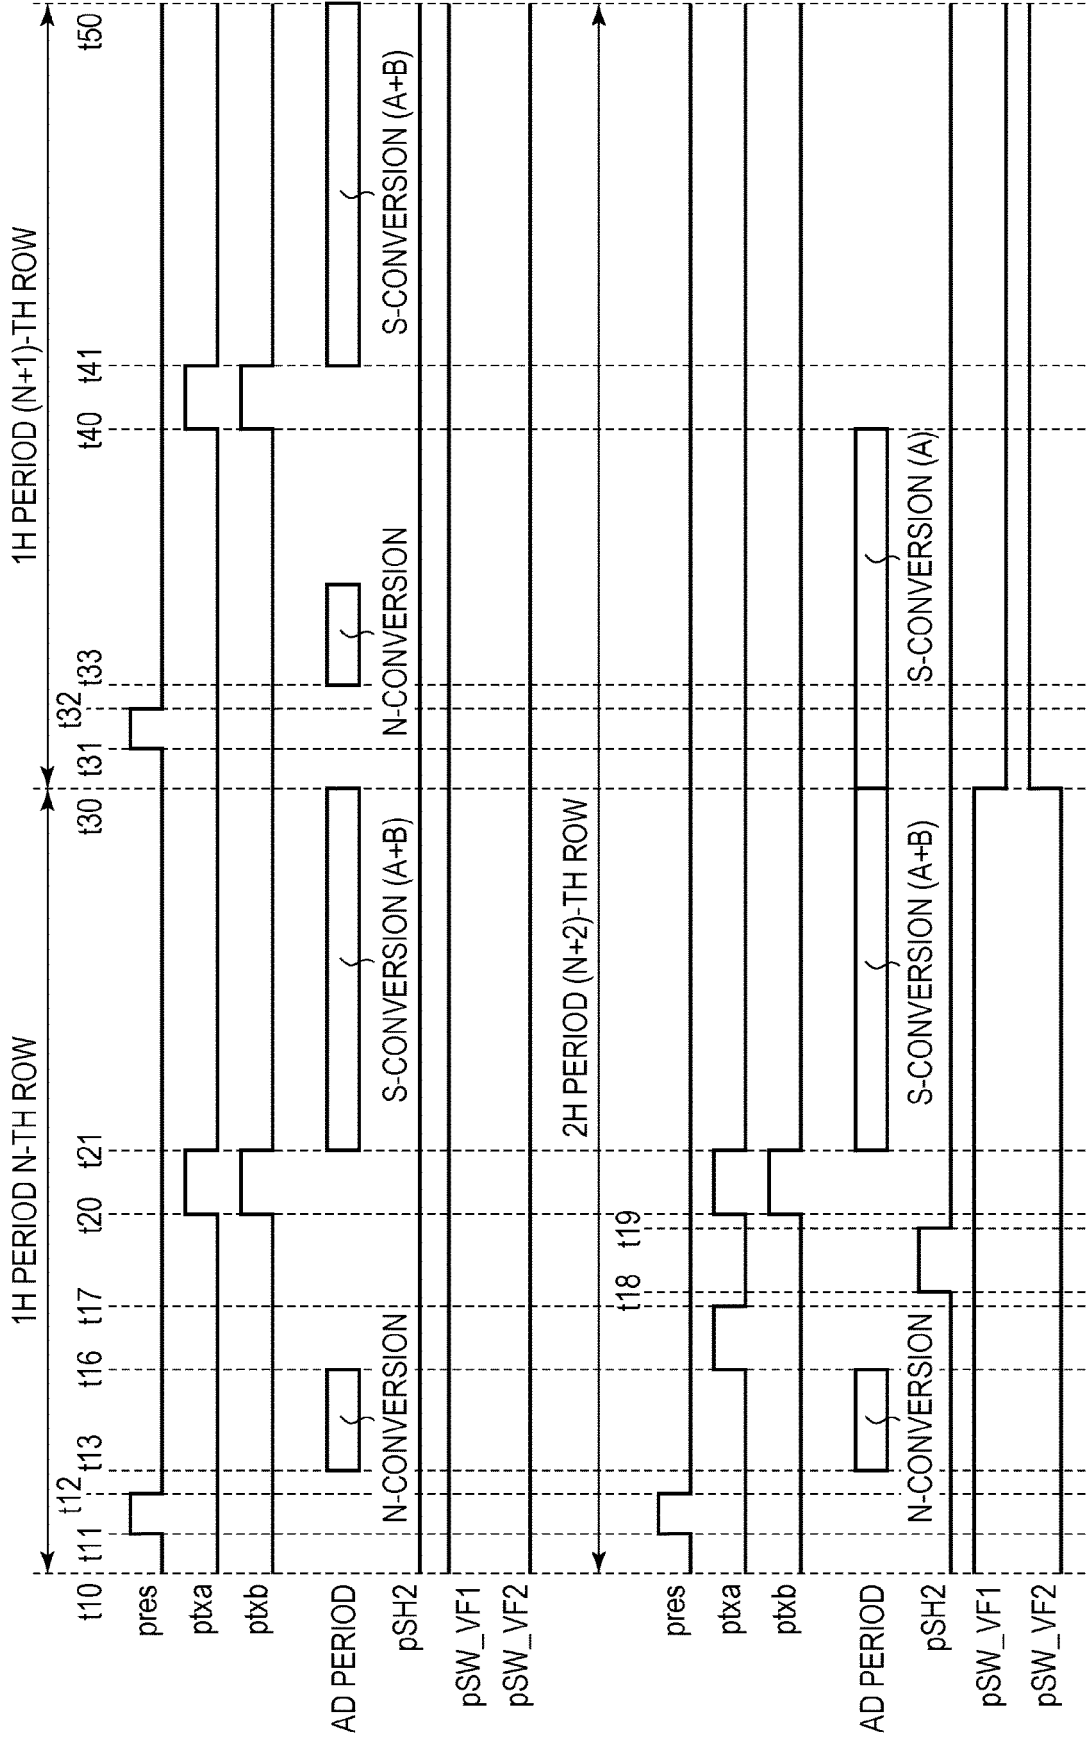 1H PERIOD N-TH ROW
1H PERIOD (N+1)-TH ROW
t10 t11 t12 t13 t16 t17 t20 t21 t30 t31 t32 t33 t40 t41 t50
pres
ptxa
ptxb
AD PERIOD
N-CONVERSION
S-CONVERSION (A+B)
N-CONVERSION
S-CONVERSION (A+B)
pSH2
pSW_VF1
pSW_VF2
2H PERIOD (N+2)-TH ROW
t18 t19
pres
ptxa
ptxb
AD PERIOD
N-CONVERSION
S-CONVERSION (A+B)
S-CONVERSION (A)
pSH2
pSW_VF1
pSW_VF2